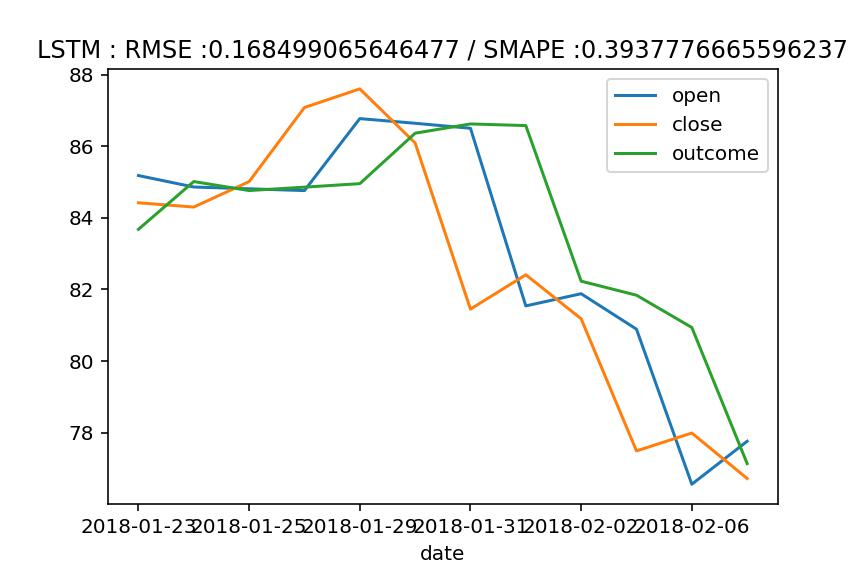 LSTM : RMSE :0.168499065646477 / SMAPE :0.3937776665596237
88
86
84
82
80
78
open
close
outcome
2018-01-23 2018-01-25 2018-01-29 2018-01-31 2018-02-02 2018-02-06
date